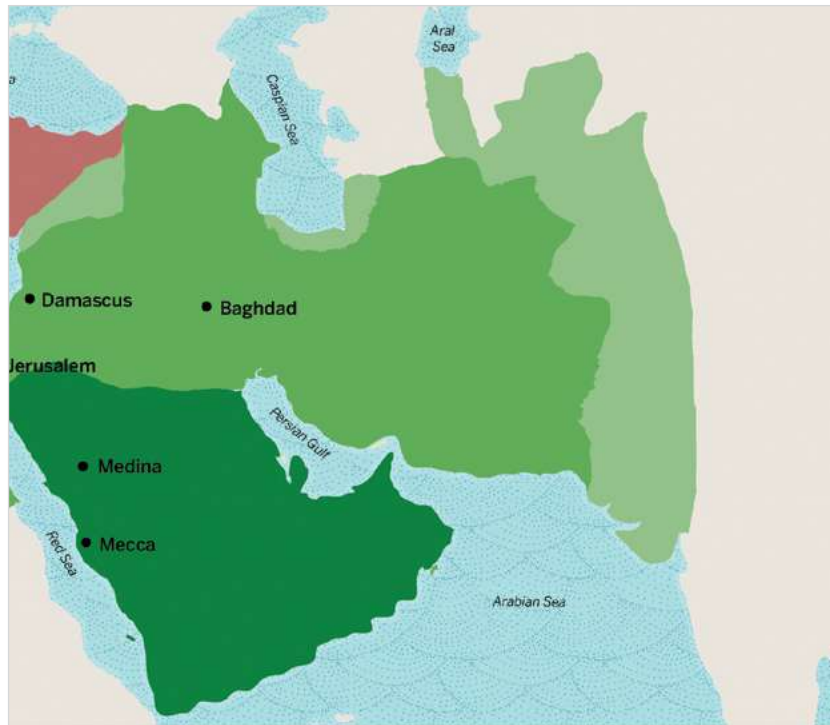 a
Aral
Sea
Caspian Sea
Damascus
Baghdad
Jerusalem
Persian Gulf
Medina
Mecca
Red Sea
Arabian Sea